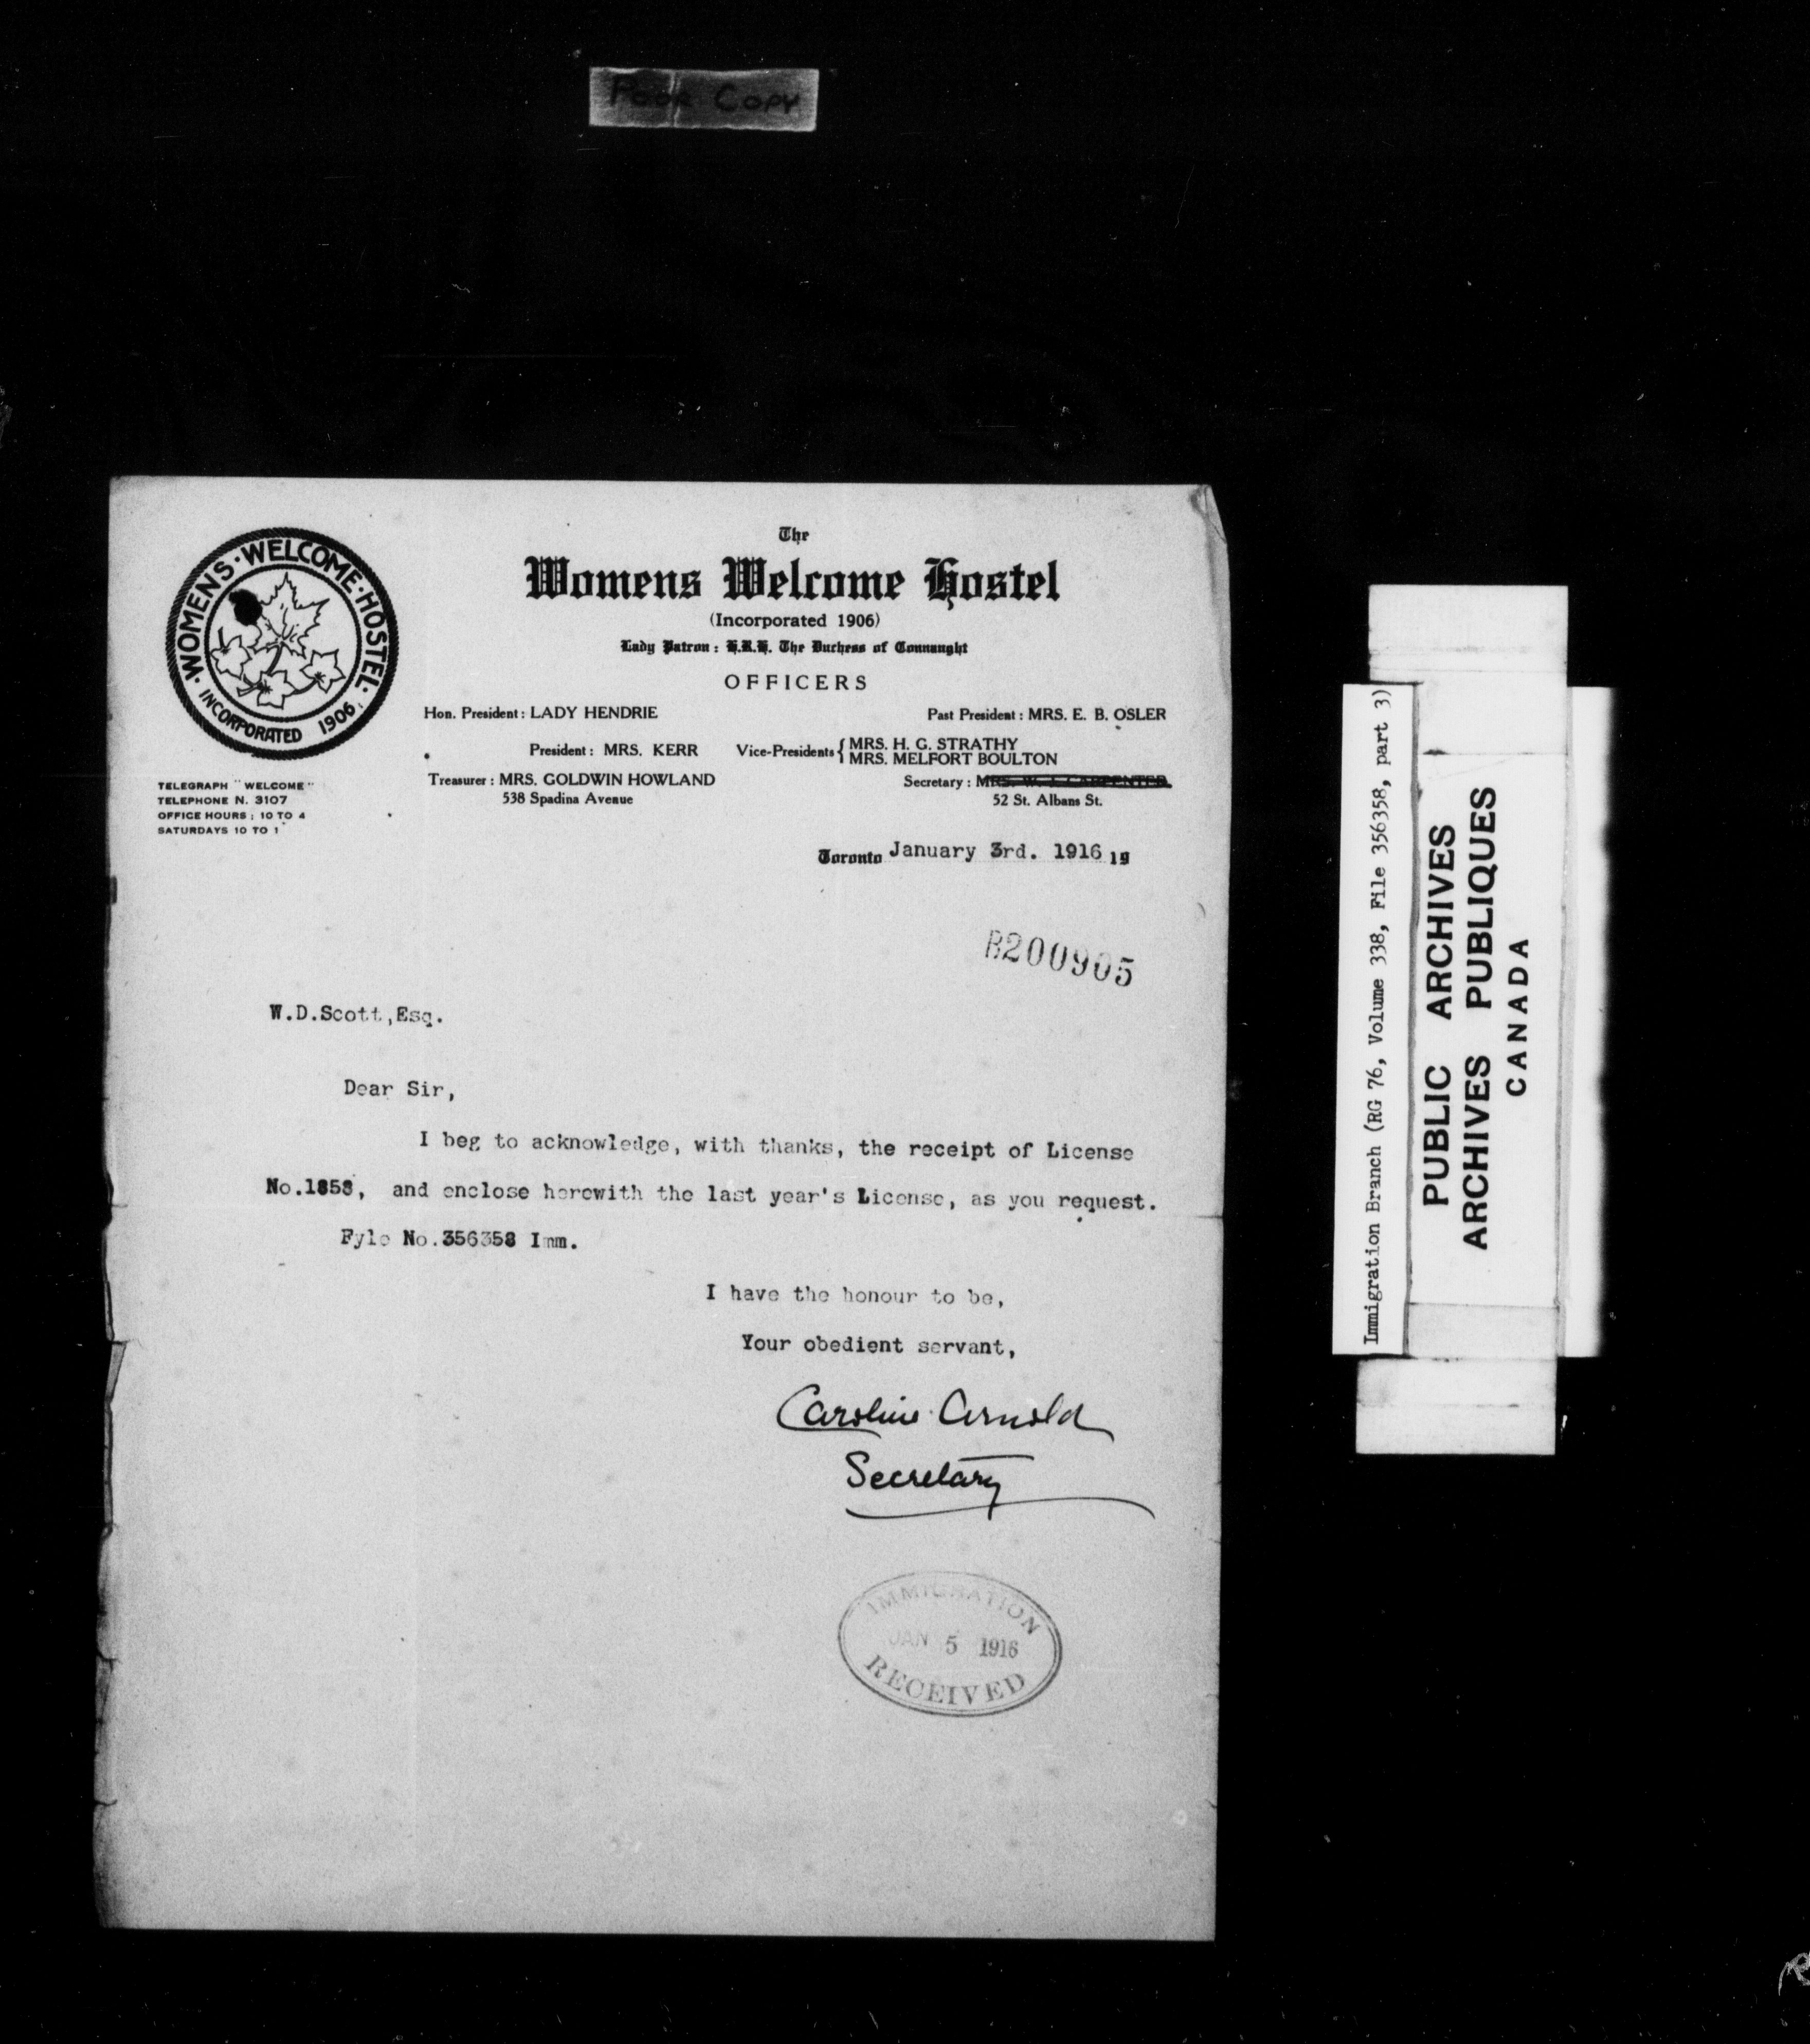 Poor Copy
WOMENS · WELCOME · HOSTEL ·
INCORPORATED 1906
The
Womens Welcome Hostel
(Incorporated 1906)
Lady Patron: H.R.H. The Duchess of Connaught
OFFICERS
Hon. President: LADY HENDRIE Past President: MRS. E. B. OSLER
President: MRS. KERR Vice-Presidents { MRS. H. G. STRATHY
MRS. MELFORT BOULTON
Treasurer: MRS. GOLDWIN HOWLAND Secretary: MRS. W. J. CARPENTER
538 Spadina Avenue 52 St. Albans St.
TELEGRAPH "WELCOME"
TELEPHONE N. 3107
OFFICE HOURS: 10 TO 4
SATURDAYS 10 TO 1
Toronto January 3rd. 1916 19
B200905
W.D.Scott,Esq.
Dear Sir,
I beg to acknowledge, with thanks, the receipt of License
No.1858, and enclose herewith the last year's License, as you request.
Fyle No.356358 Imm.
I have the honour to be,
Your obedient servant,
Caroline Arnold
Secretary
IMMIGRATION
JAN 5 1916
RECEIVED
Immigration Branch (RG 76, Volume 338, File 356358, part 3)
PUBLIC ARCHIVES
ARCHIVES PUBLIQUES
CANADA